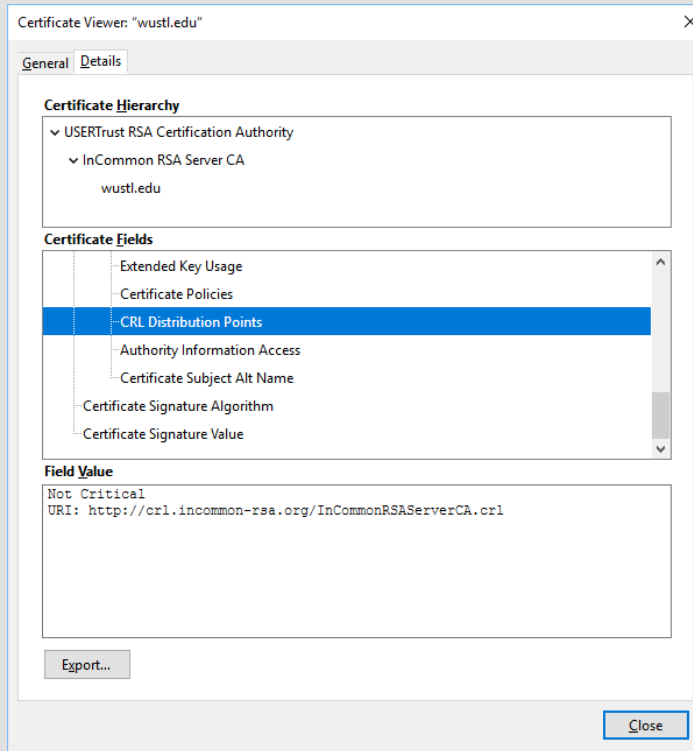 Certificate Viewer: "wustl.edu"
General Details
Certificate Hierarchy
USERTrust RSA Certification Authority
InCommon RSA Server CA
wustl.edu
Certificate Fields
Extended Key Usage
Certificate Policies
CRL Distribution Points
Authority Information Access
Certificate Subject Alt Name
Certificate Signature Algorithm
Certificate Signature Value
Field Value
Not Critical
URI: http://crl.incommon-rsa.org/InCommonRSAServerCA.crl
Export...
Close